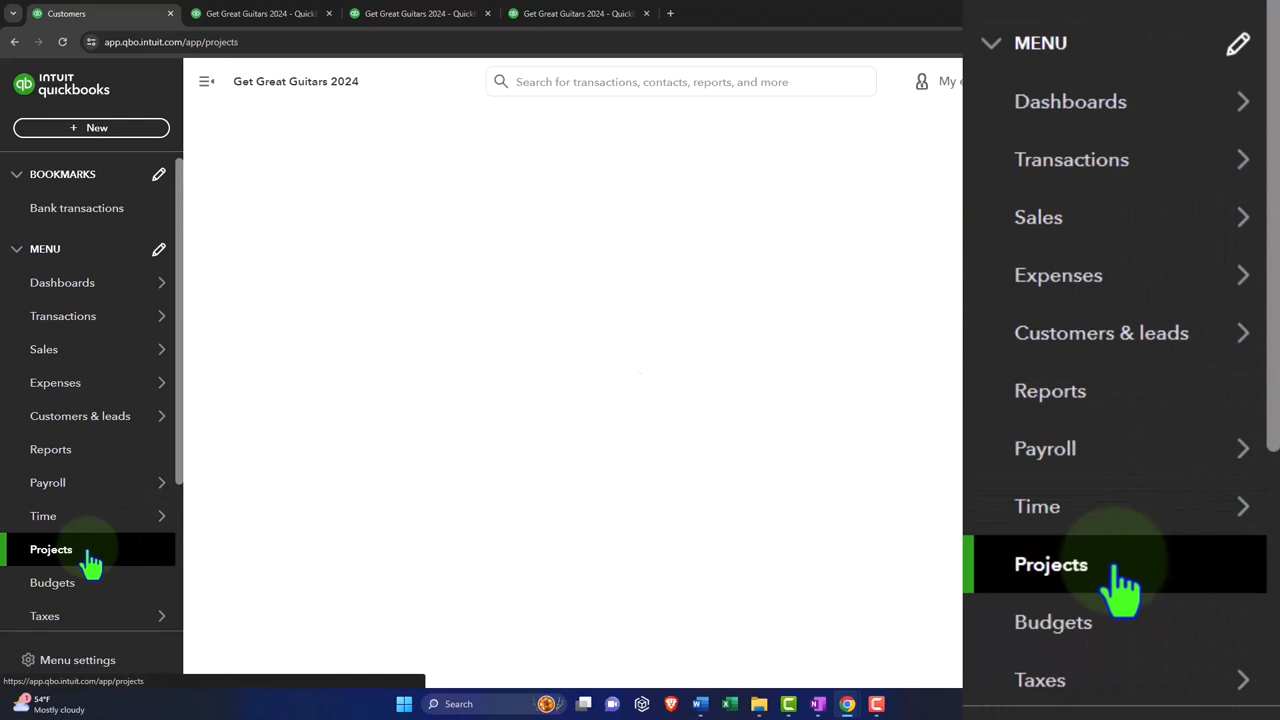 Customers
Get Great Guitars 2024 - Quick
Get Great Guitars 2024 - Quick
Get Great Guitars 2024 - Quick
app.qbo.intuit.com/app/projects
INTUIT
quickbooks
qb
Get Great Guitars 2024
Search for transactions, contacts, reports, and more
My e
+ New
BOOKMARKS
Bank transactions
MENU
Dashboards
Transactions
Sales
Expenses
Customers & leads
Reports
Payroll
Time
Projects
Budgets
Taxes
Menu settings
https://app.qbo.intuit.com/app/projects
MENU
Dashboards
Transactions
Sales
Expenses
Customers & leads
Reports
Payroll
Time
Projects
Budgets
Taxes
1
54°F
Mostly cloudy
Search